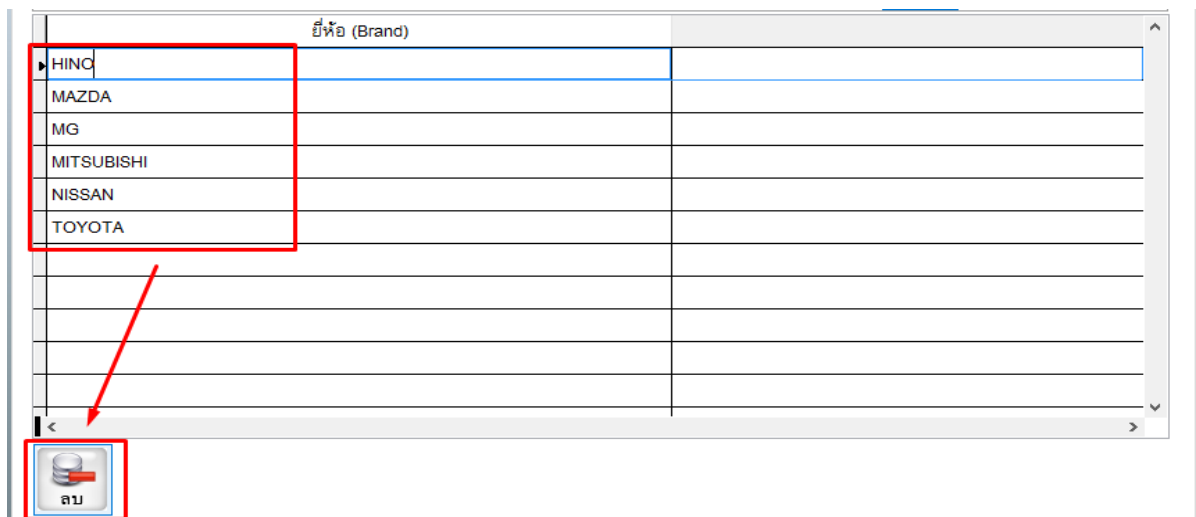 ยี่ห้อ (Brand)
HINO
MAZDA
MG
MITSUBISHI
NISSAN
TOYOTA
ลบ